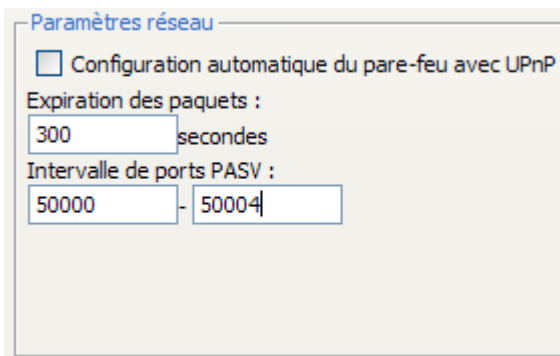 Paramètres réseau
Configuration automatique du pare-feu avec UPnP
Expiration des paquets :
300 secondes
Intervalle de ports PASV :
50000 - 50004